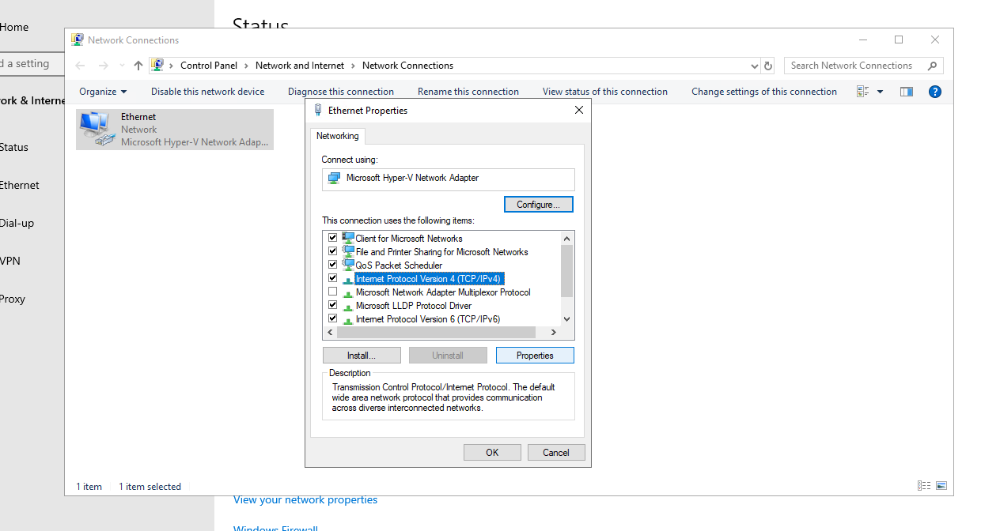 Status
Home
d a setting
ork & Interne
Status
Ethernet
Dial-up
VPN
Proxy
Network Connections
Control Panel > Network and Internet > Network Connections
Search Network Connections
Organize
Disable this network device
Diagnose this connection
Rename this connection
View status of this connection
Change settings of this connection
Ethernet
Network
Microsoft Hyper-V Network Adap...
Ethernet Properties
Networking
Connect using:
Microsoft Hyper-V Network Adapter
Configure...
This connection uses the following items:
Client for Microsoft Networks
File and Printer Sharing for Microsoft Networks
QoS Packet Scheduler
Internet Protocol Version 4 (TCP/IPv4)
Microsoft Network Adapter Multiplexor Protocol
Microsoft LLDP Protocol Driver
Internet Protocol Version 6 (TCP/IPv6)
Install...
Uninstall
Properties
Description
Transmission Control Protocol/Internet Protocol. The default
wide area network protocol that provides communication
across diverse interconnected networks.
OK
Cancel
1 item
1 item selected
View your network properties
Windows Firewall